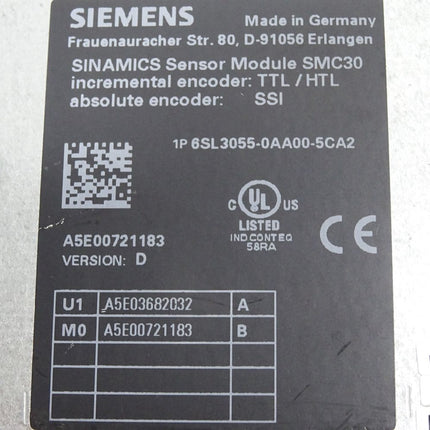 SIEMENS
Made in Germany
Frauenauracher Str. 80, D-91056 Erlangen
SINAMICS Sensor Module SMC30
incremental encoder: TTL / HTL
absolute encoder: SSI
1P 6SL3055-0AA00-5CA2
C UL US
LISTED
IND CONT EQ
58RA
CE
A5E00721183
VERSION: D
U1 A5E03682032 A
M0 A5E00721183 B